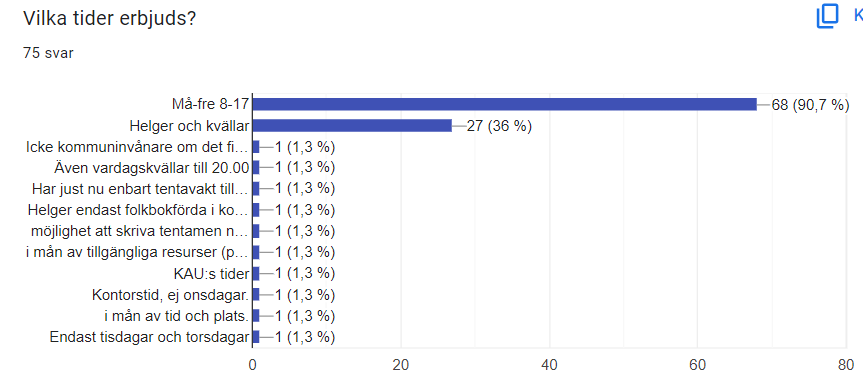 Vilka tider erbjuds?
K
75 svar
Må-fre 8-17 68 (90,7 %)
Helger och kvällar 27 (36 %)
Icke kommuninvånare om det fi… 1 (1,3 %)
Även vardagskvällar till 20.00 1 (1,3 %)
Har just nu enbart tentavakt till… 1 (1,3 %)
Helger endast folkbokförda i ko… 1 (1,3 %)
möjlighet att skriva tentamen n… 1 (1,3 %)
i mån av tillgängliga resurser (p… 1 (1,3 %)
KAU:s tider 1 (1,3 %)
Kontorstid, ej onsdagar. 1 (1,3 %)
i mån av tid och plats. 1 (1,3 %)
Endast tisdagar och torsdagar 1 (1,3 %)
0 20 40 60 80